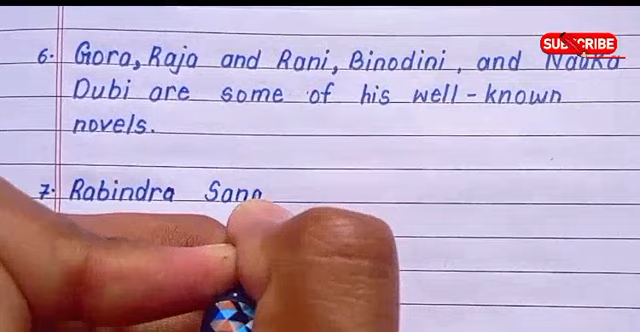 SUBSCRIBE
6. Gora, Raja and Rani, Binodini, and Nauka
Dubi are some of his well-known
novels.
7. Rabindra Sang